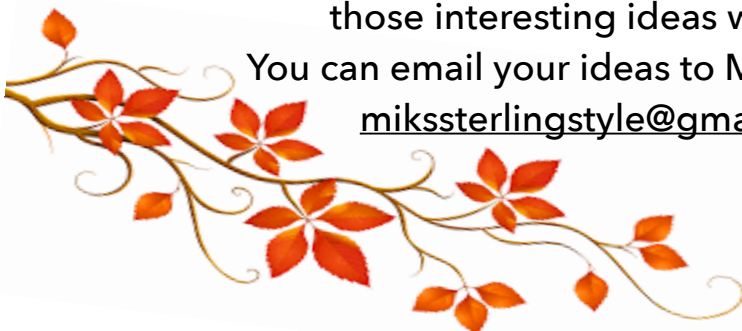 those interesting ideas
You can email your ideas to
mikssterlingstyle@gma